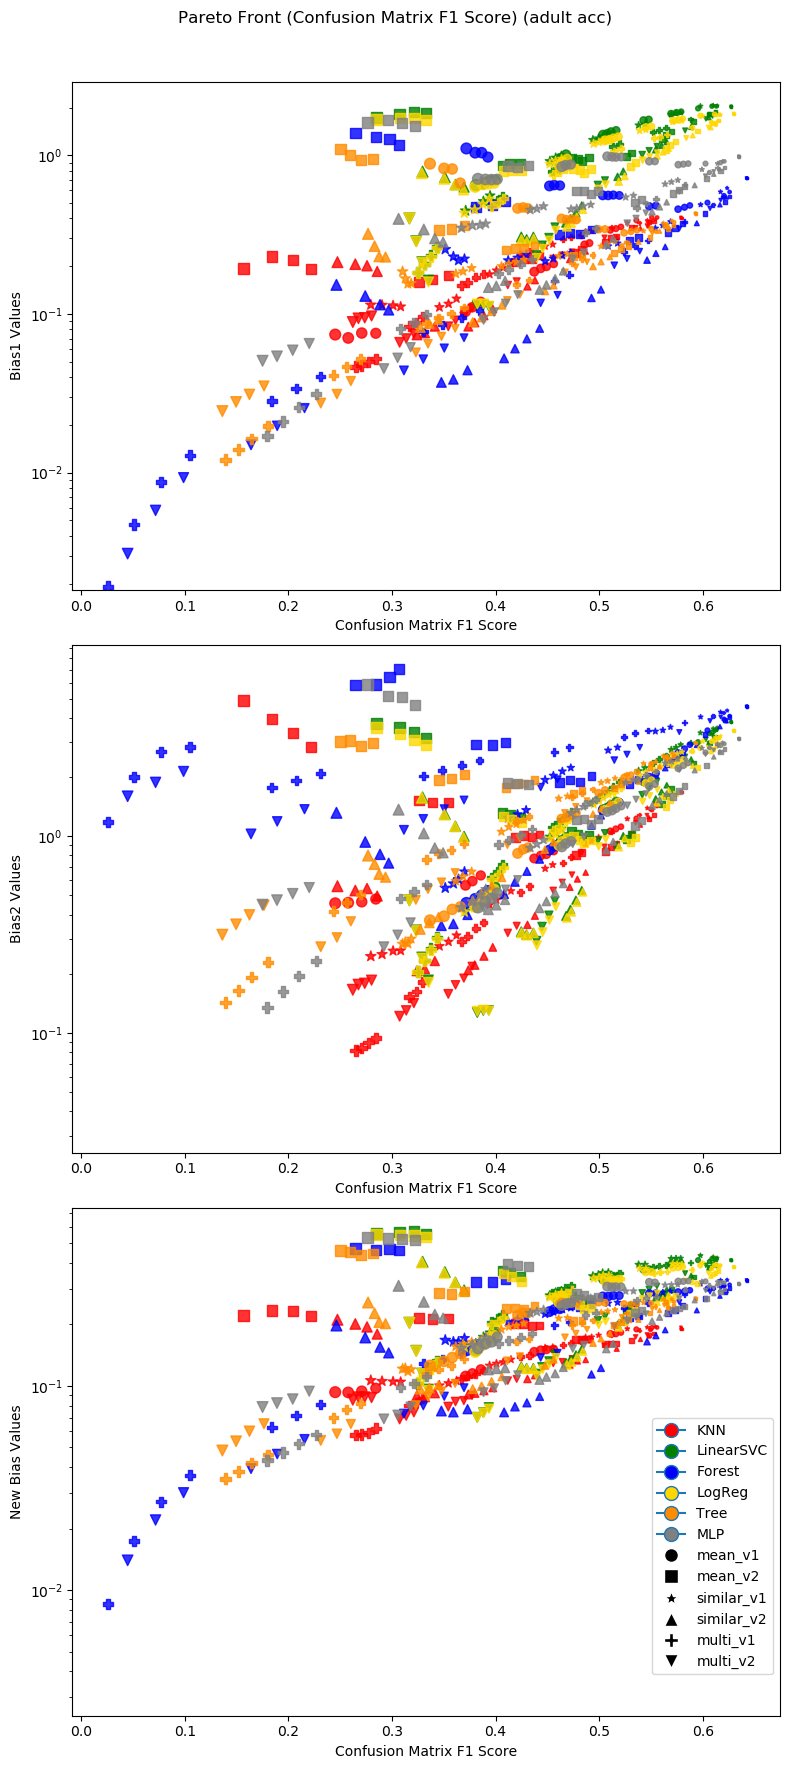 Pareto Front (Confusion Matrix F1 Score) (adult acc)
10⁰
10⁻¹
10⁻²
Bias1 Values
0.0 0.1 0.2 0.3 0.4 0.5 0.6
Confusion Matrix F1 Score
10⁰
10⁻¹
Bias2 Values
0.0 0.1 0.2 0.3 0.4 0.5 0.6
Confusion Matrix F1 Score
10⁻¹
10⁻²
New Bias Values
KNN
LinearSVC
Forest
LogReg
Tree
MLP
mean_v1
mean_v2
similar_v1
similar_v2
multi_v1
multi_v2
0.0 0.1 0.2 0.3 0.4 0.5 0.6
Confusion Matrix F1 Score